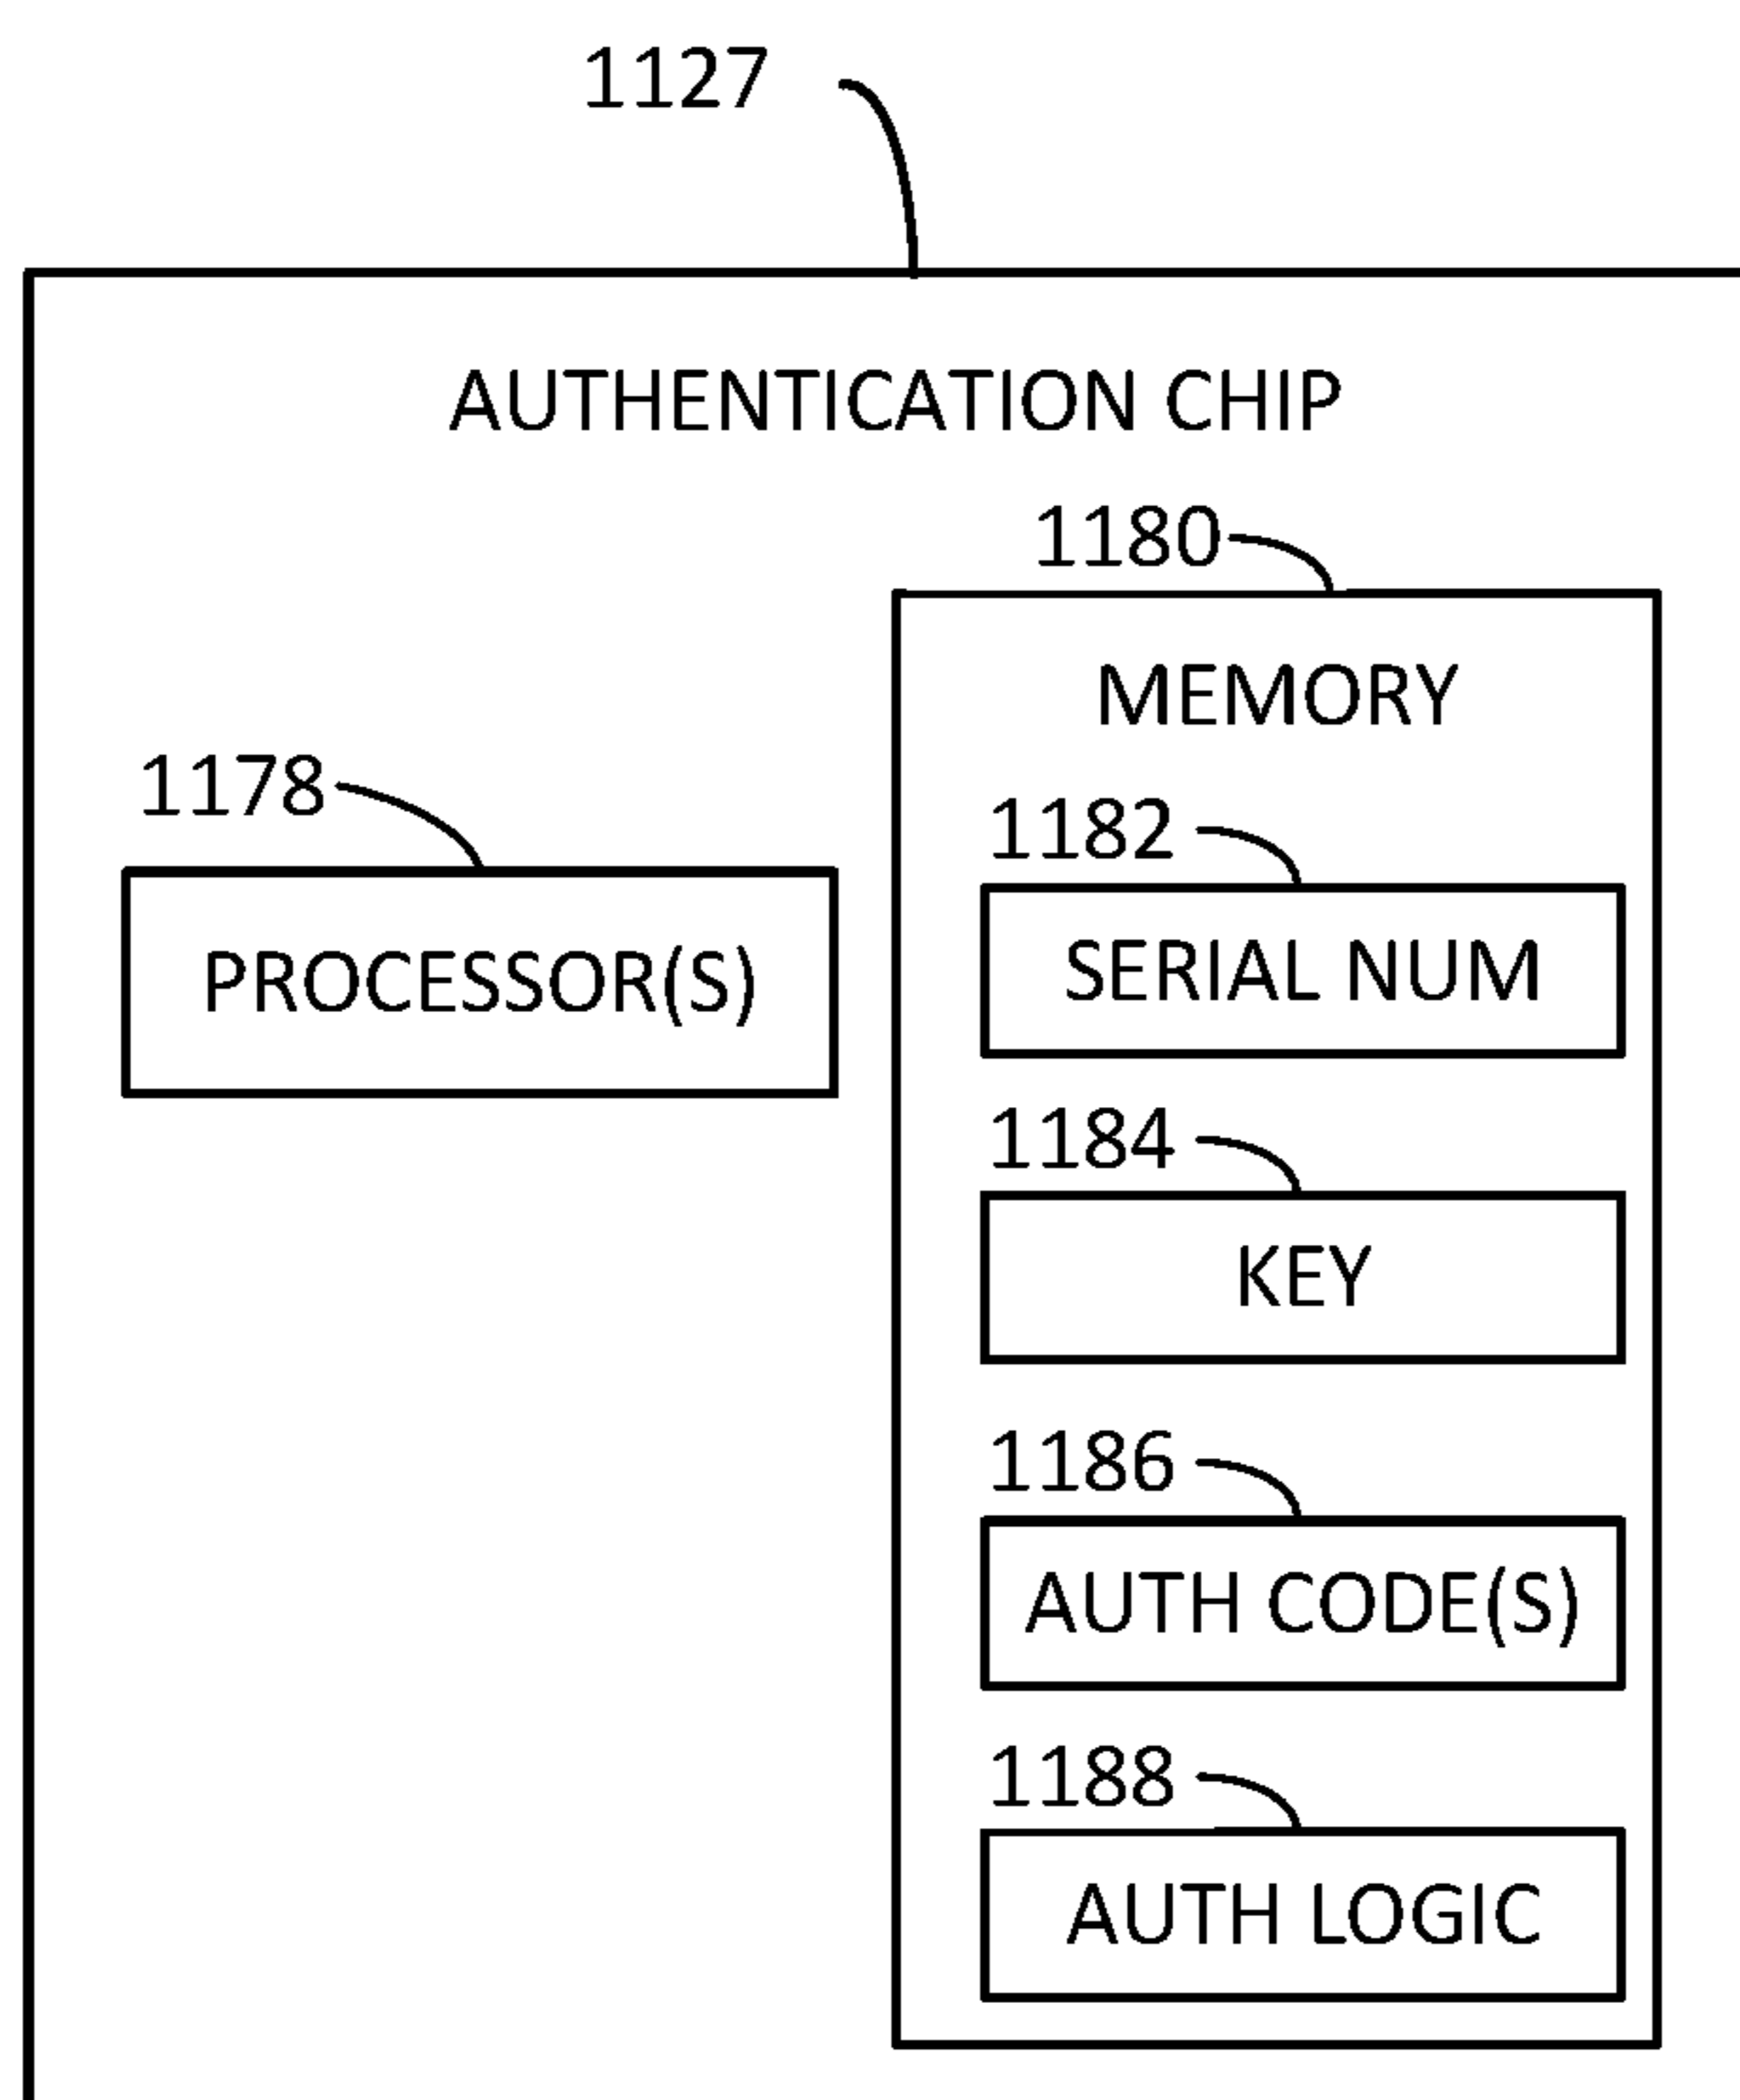 1127
AUTHENTICATION CHIP
1180
MEMORY
1178
PROCESSOR(S)
1182
SERIAL NUM
1184
KEY
1186
AUTH CODE(S)
1188
AUTH LOGIC